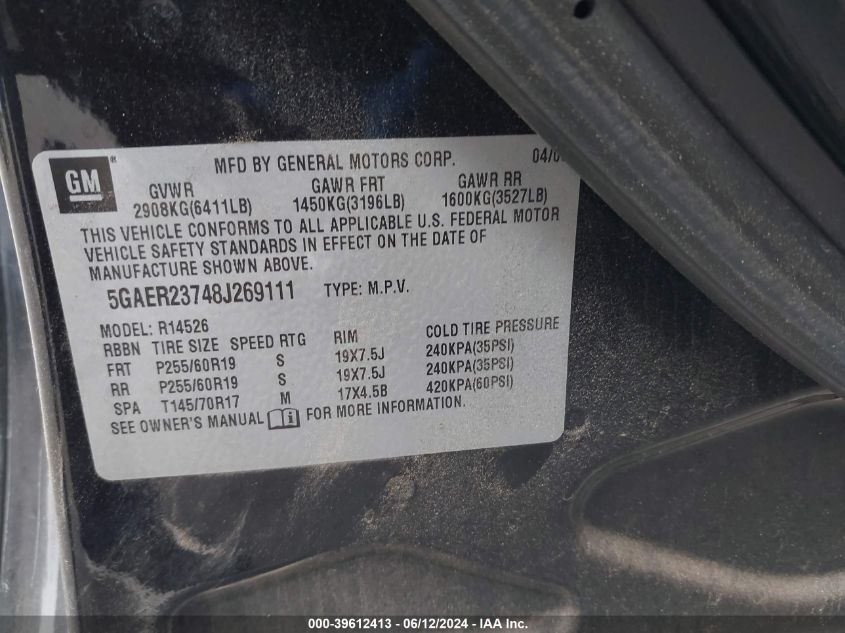 GM ®
MFD BY GENERAL MOTORS CORP. 04/0
GVWR GAWR FRT GAWR RR
2908KG(6411LB) 1450KG(3196LB) 1600KG(3527LB)
THIS VEHICLE CONFORMS TO ALL APPLICABLE U.S. FEDERAL MOTOR
VEHICLE SAFETY STANDARDS IN EFFECT ON THE DATE OF
MANUFACTURE SHOWN ABOVE.
5GAER23748J269111 TYPE: M.P.V.
MODEL: R14526
RBBN TIRE SIZE SPEED RTG RIM COLD TIRE PRESSURE
FRT P255/60R19 S 19X7.5J 240KPA(35PSI)
RR P255/60R19 S 19X7.5J 240KPA(35PSI)
SPA T145/70R17 M 17X4.5B 420KPA(60PSI)
SEE OWNER'S MANUAL i FOR MORE INFORMATION.
000-39612413 - 06/12/2024 - IAA Inc.